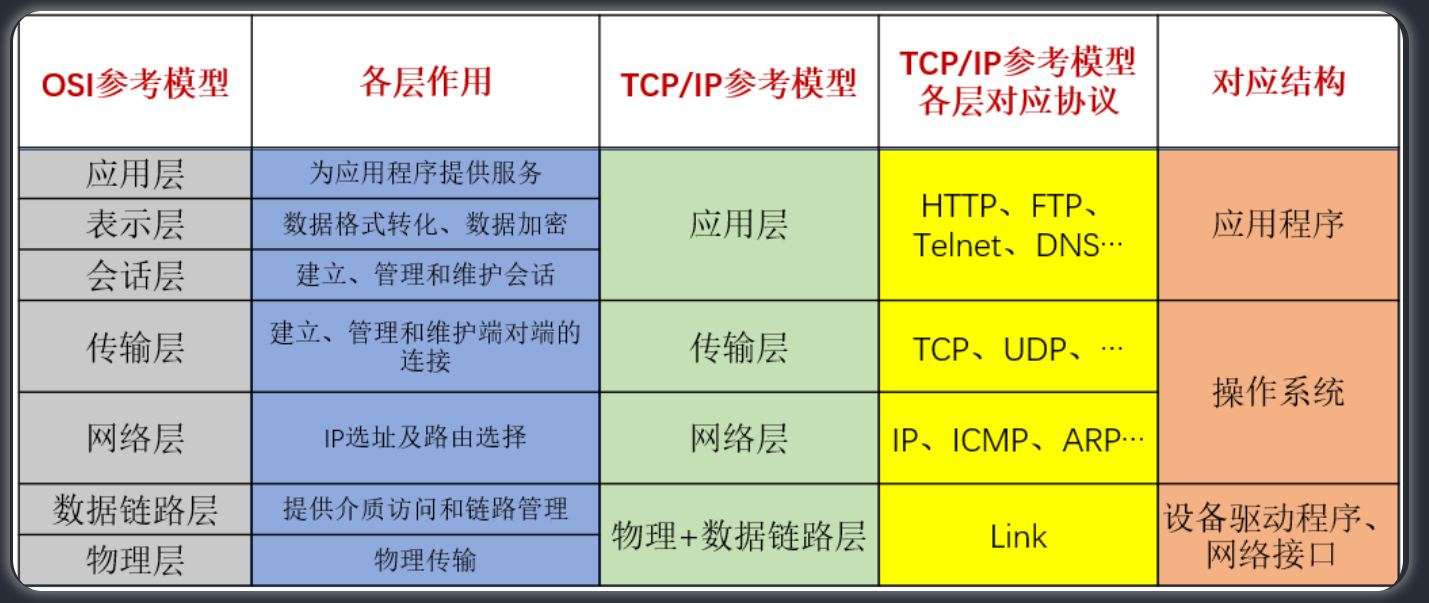 OSI参考模型
各层作用
TCP/IP参考模型
TCP/IP参考模型
各层对应协议
对应结构
应用层
为应用程序提供服务
表示层
数据格式转化、数据加密
会话层
建立、管理和维护会话
应用层
HTTP、FTP、
Telnet、DNS…
应用程序
传输层
建立、管理和维护端对端的
连接
传输层
TCP、UDP、…
操作系统
网络层
IP选址及路由选择
网络层
IP、ICMP、ARP…
数据链路层
提供介质访问和链路管理
物理层
物理传输
物理+数据链路层
Link
设备驱动程序、
网络接口